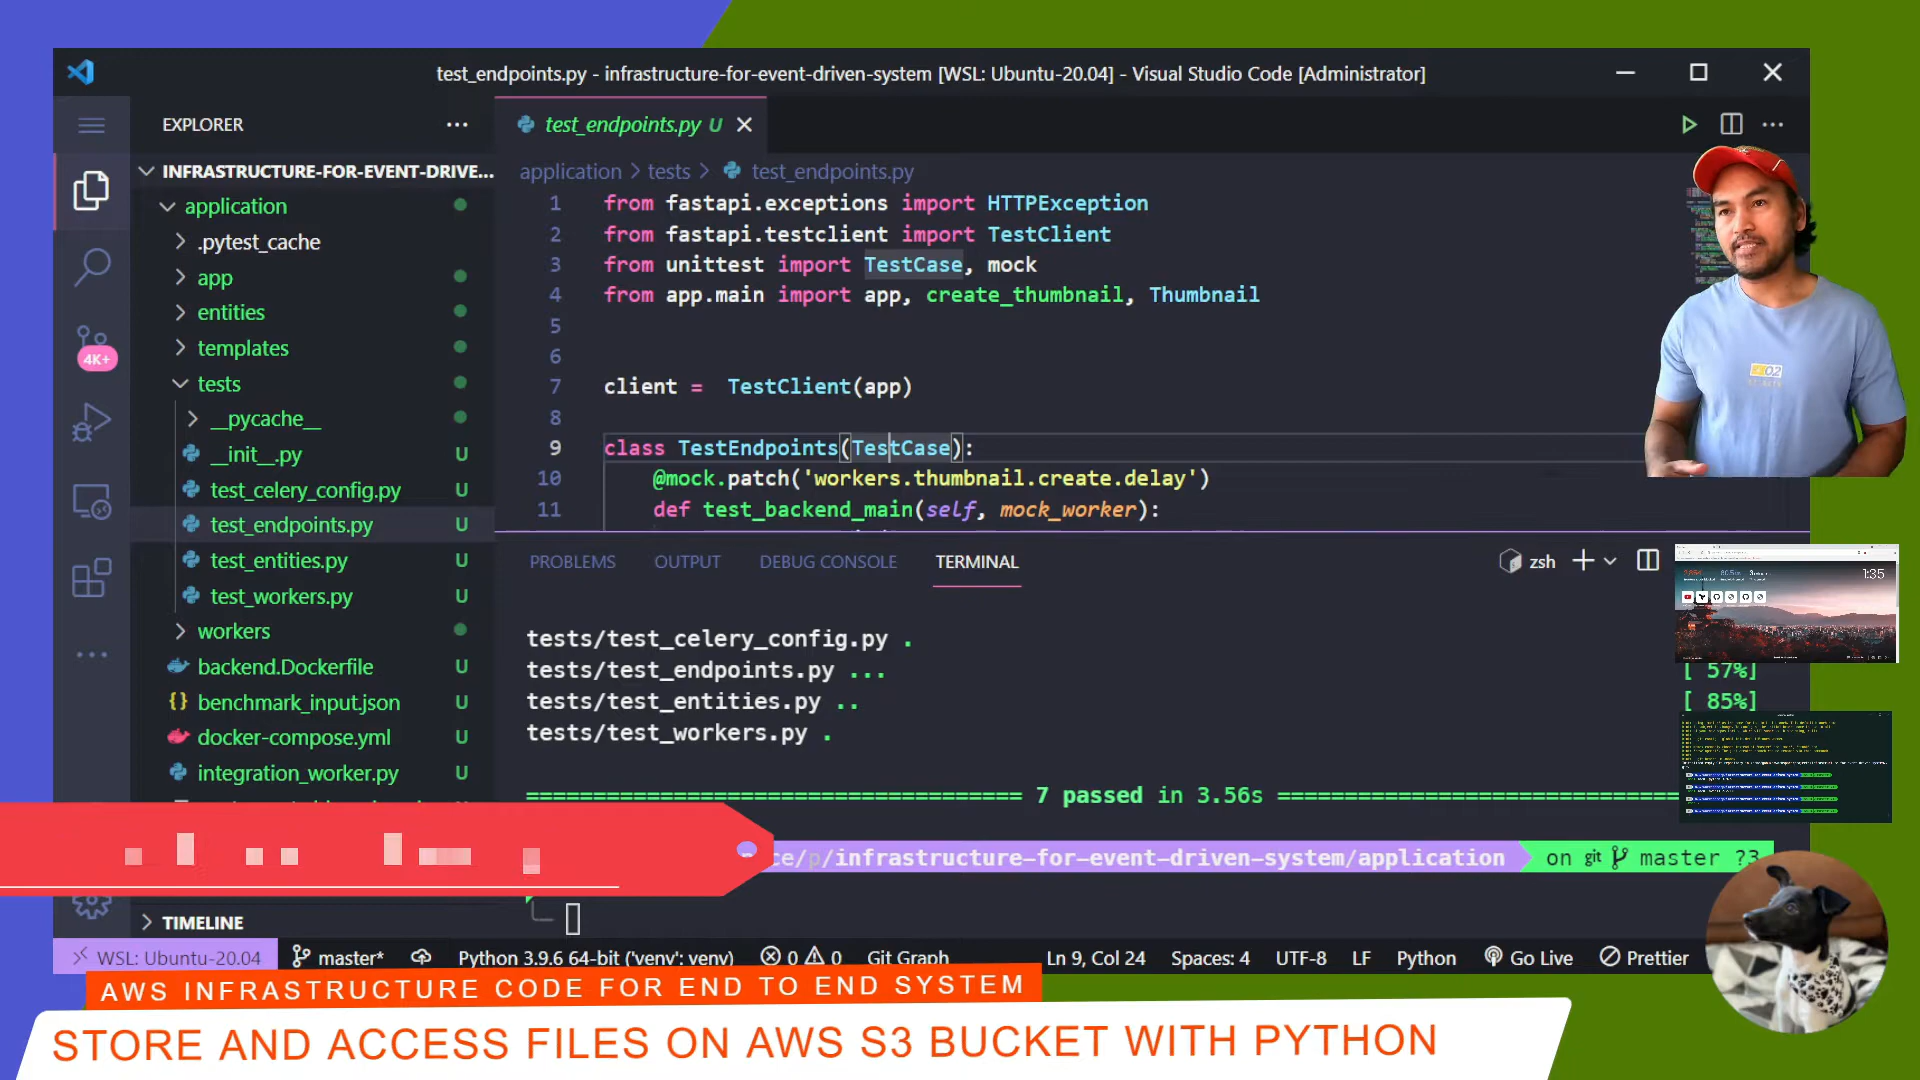 test_endpoints.py - infrastructure-for-event-driven-system [WSL: Ubuntu-20.04] - Visual Studio Code [Administrator]
EXPLORER
test_endpoints.py U
INFRASTRUCTURE-FOR-EVENT-DRIVE...
application > tests > test_endpoints.py
application
.pytest_cache
app
entities
templates
tests
__pycache__
__init__.py U
test_celery_config.py U
test_endpoints.py U
test_entities.py U
test_workers.py U
workers
backend.Dockerfile U
benchmark_input.json U
docker-compose.yml U
integration_worker.py U
4K+
1 from fastapi.exceptions import HTTPException
2 from fastapi.testclient import TestClient
3 from unittest import TestCase, mock
4 from app.main import app, create_thumbnail, Thumbnail
5
6
7 client = TestClient(app)
8
9 class TestEndpoints(TestCase):
10 @mock.patch('workers.thumbnail.create.delay')
11 def test_backend_main(self, mock_worker):
PROBLEMS OUTPUT DEBUG CONSOLE TERMINAL
zsh
1:35
tests/test_celery_config.py .
tests/test_endpoints.py ... [ 57%]
tests/test_entities.py .. [ 85%]
tests/test_workers.py .
7 passed in 3.56s
ce/p/infrastructure-for-event-driven-system/application on git master ?3
TIMELINE
WSL: Ubuntu-20.04 master* Python 3.9.6 64-bit ('venv': venv) 0 0 Git Graph Ln 9, Col 24 Spaces: 4 UTF-8 LF Python Go Live Prettier
AWS INFRASTRUCTURE CODE FOR END TO END SYSTEM
STORE AND ACCESS FILES ON AWS S3 BUCKET WITH PYTHON